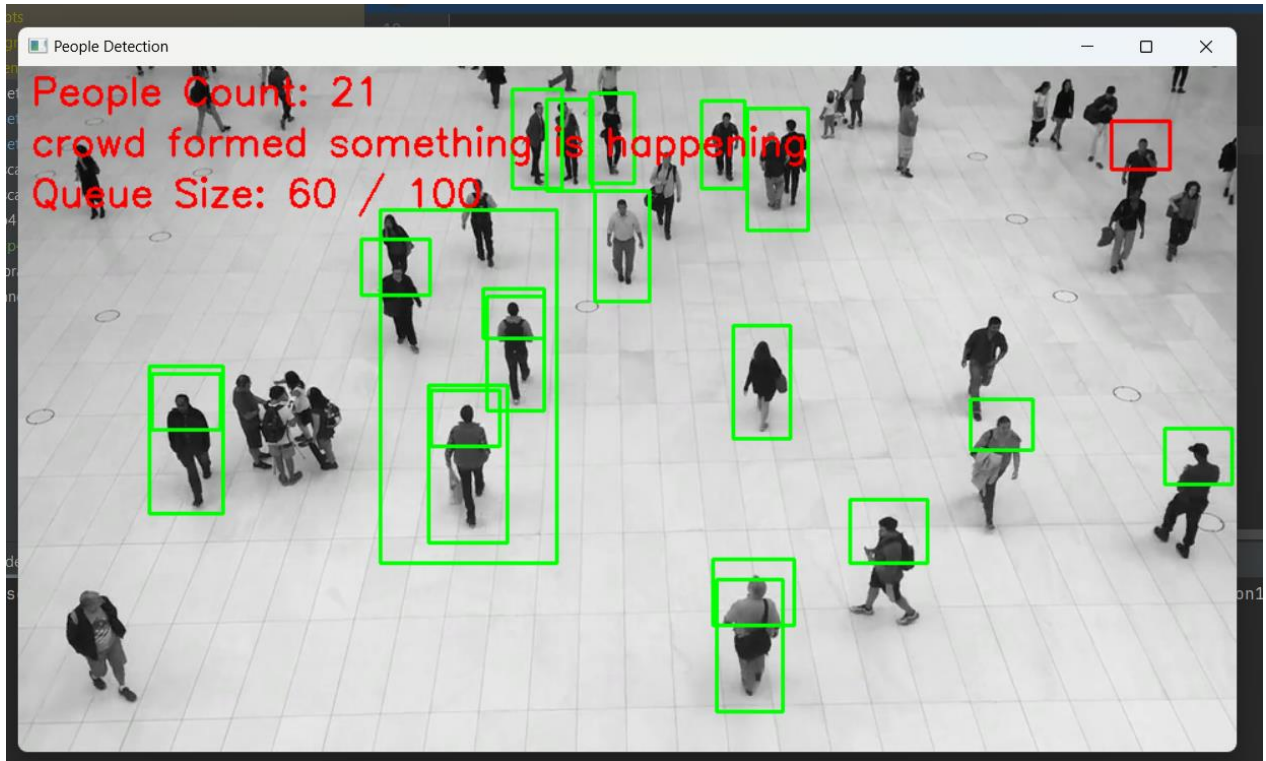 People Detection
People Count: 21
crowd formed something is happening
Queue Size: 60 / 100